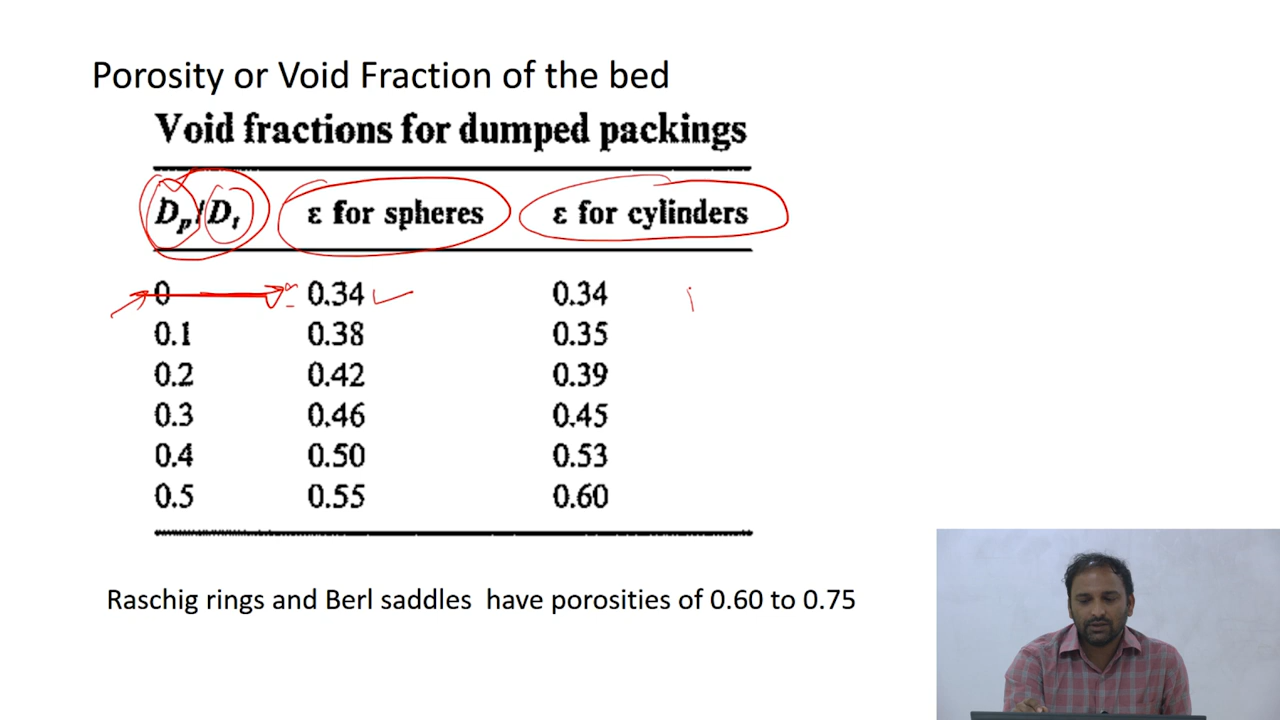 Porosity or Void Fraction of the bed
Void fractions for dumped packings
Dp/Dt ε for spheres ε for cylinders
0 0.34 0.34
0.1 0.38 0.35
0.2 0.42 0.39
0.3 0.46 0.45
0.4 0.50 0.53
0.5 0.55 0.60
Raschig rings and Berl saddles have porosities of 0.60 to 0.75